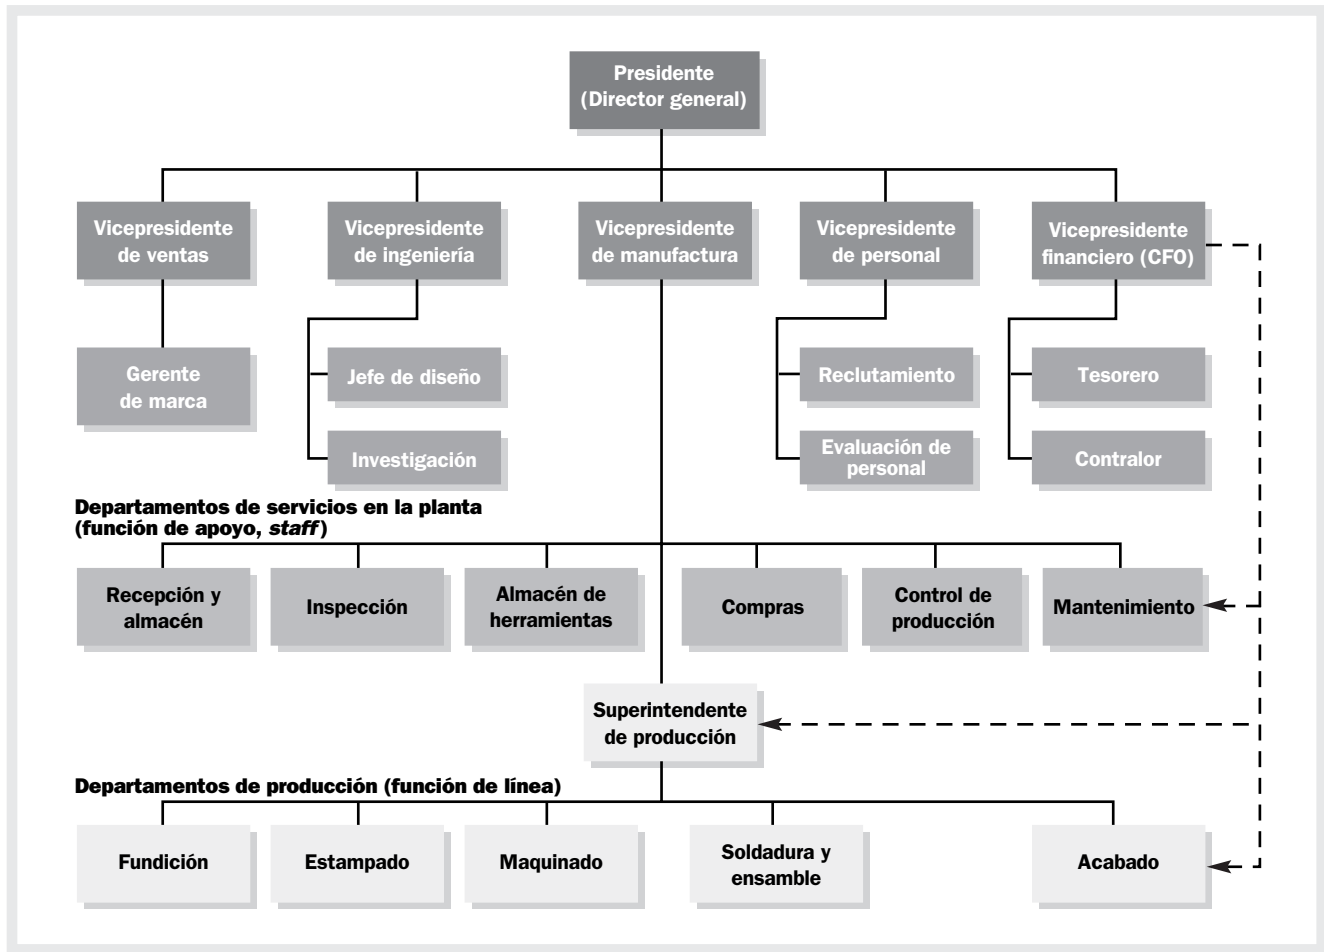 Presidente
(Director general)
Vicepresidente
de ventas
Vicepresidente
de ingeniería
Vicepresidente
de manufactura
Vicepresidente
de personal
Vicepresidente
financiero (CFO)
Gerente
de marca
Jefe de diseño
Investigación
Reclutamiento
Evaluación de
personal
Tesorero
Contralor
Departamentos de servicios en la planta
(función de apoyo, staff)
Recepción y
almacén
Inspección
Almacén de
herramientas
Compras
Control de
producción
Mantenimiento
Superintendente
de producción
Departamentos de producción (función de línea)
Fundición
Estampado
Maquinado
Soldadura y
ensamble
Acabado